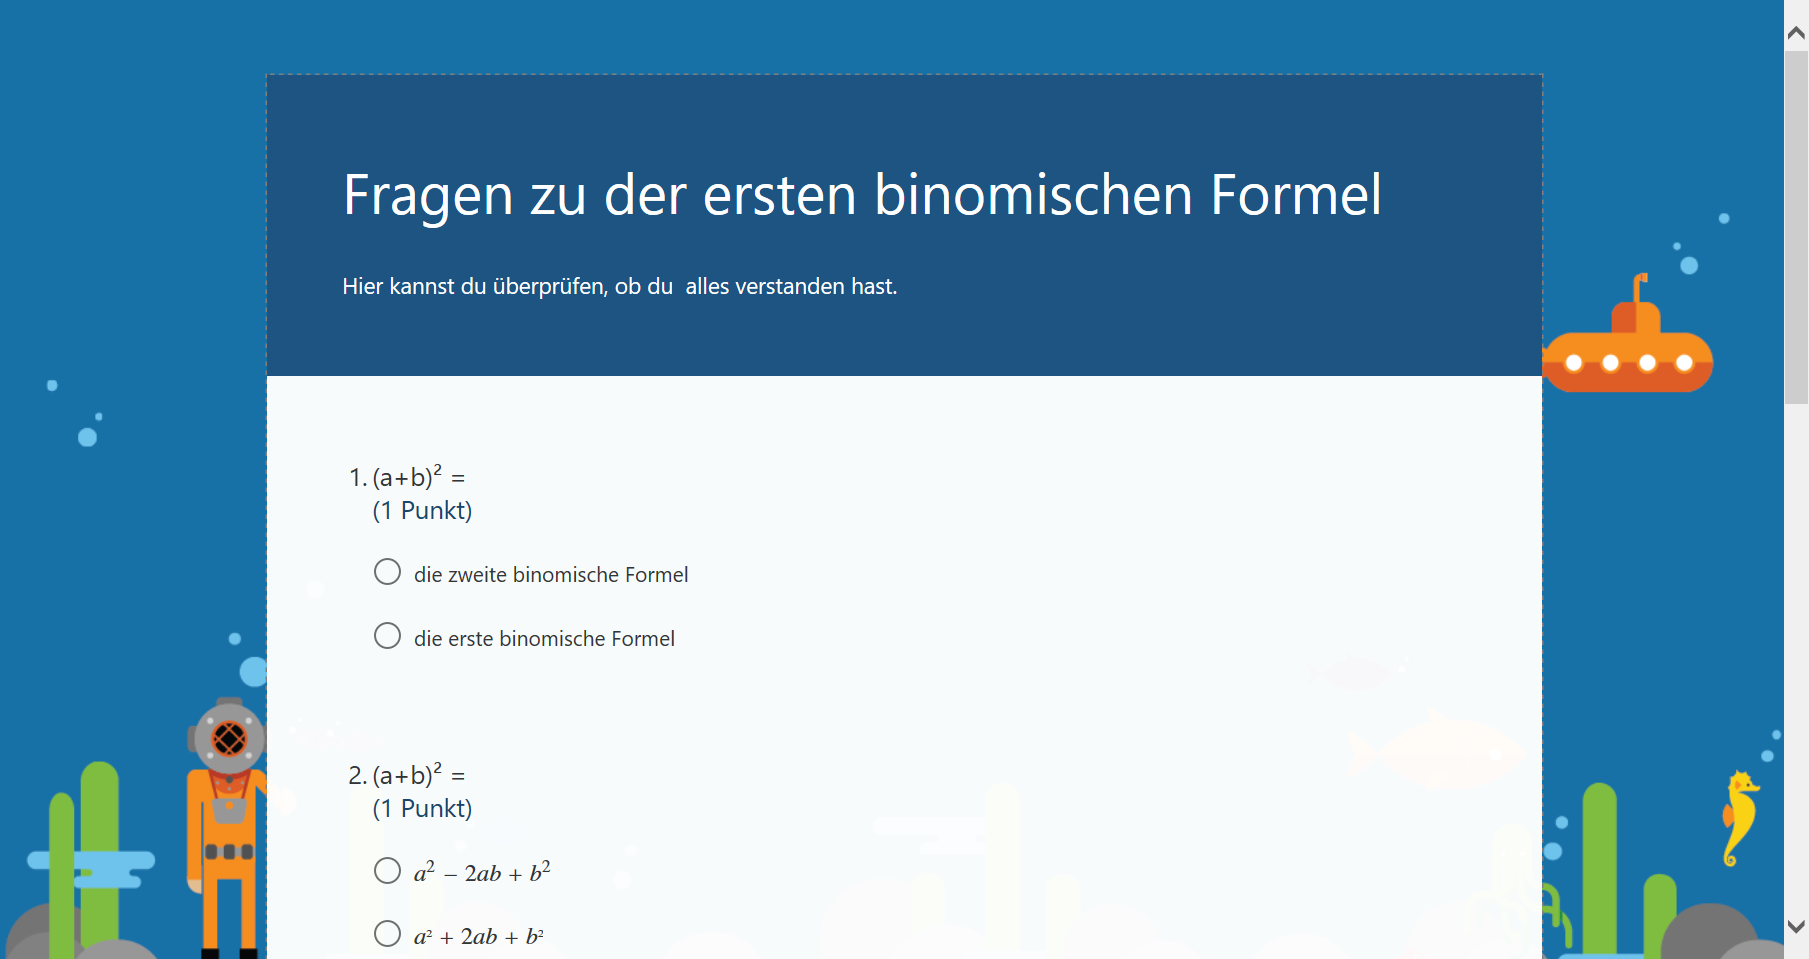 Fragen zu der ersten binomischen Formel
Hier kannst du überprüfen, ob du  alles verstanden hast.
1. (a+b)² =
(1 Punkt)
die zweite binomische Formel
die erste binomische Formel
2. (a+b)² =
(1 Punkt)
a² − 2ab + b²
a² + 2ab + b²